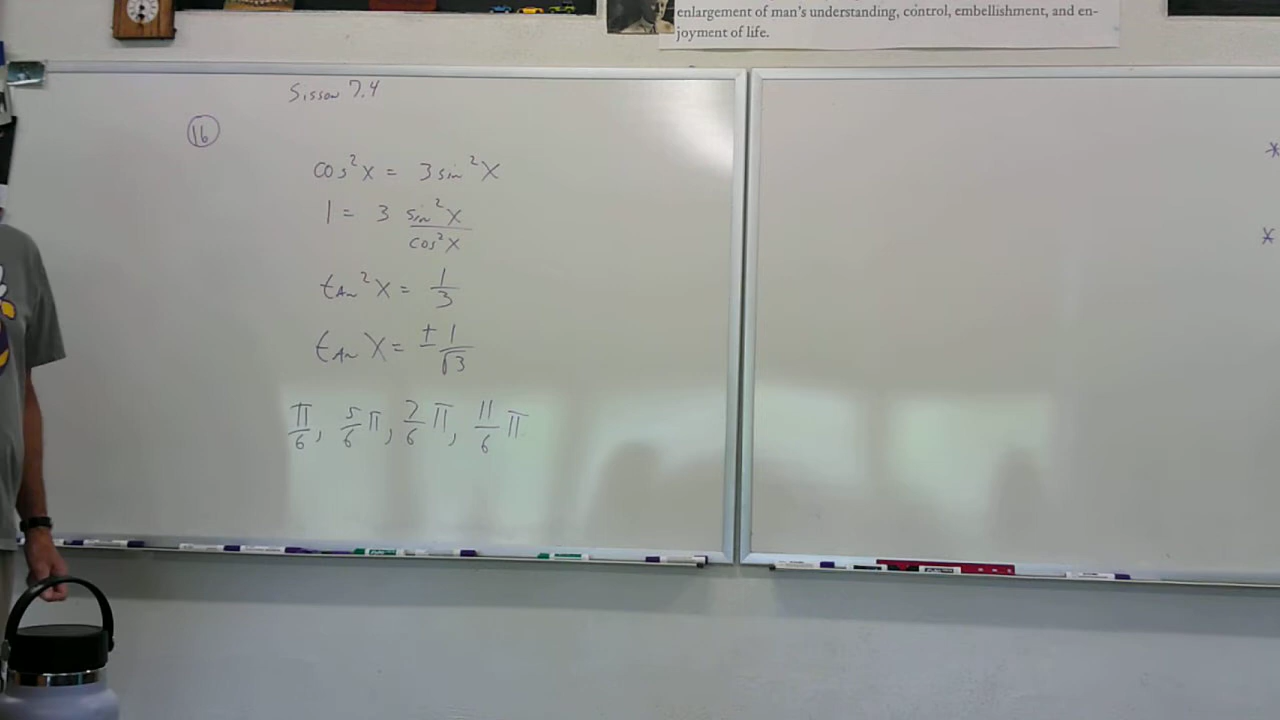 enlargement of man's understanding, control, embellishment, and en-
joyment of life.
Sisson 7.4
16
cos²x = 3 sin²x
1 = 3 sin²x/cos²x
tan²x = 1/3
tan x = ± 1/√3
π/6, 5/6 π, 7/6 π, 11/6 π
*
*